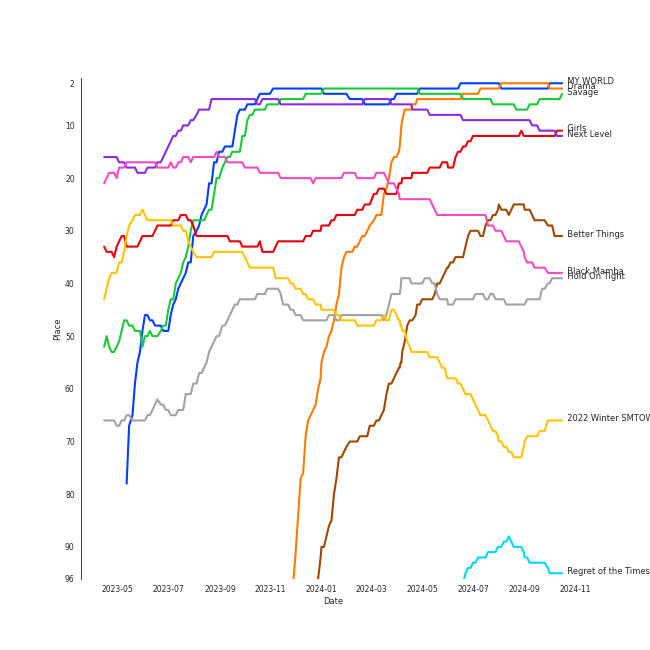 2
10
20
30
40
50
60
70
80
90
96
Place
2023-05
2023-07
2023-09
2023-11
2024-01
2024-03
2024-05
2024-07
2024-09
2024-11
Date
MY WORLD
Drama
Savage
Girls
Next Level
Better Things
Black Mamba
Hold On Tight
2022 Winter SMTOW
Regret of the Times